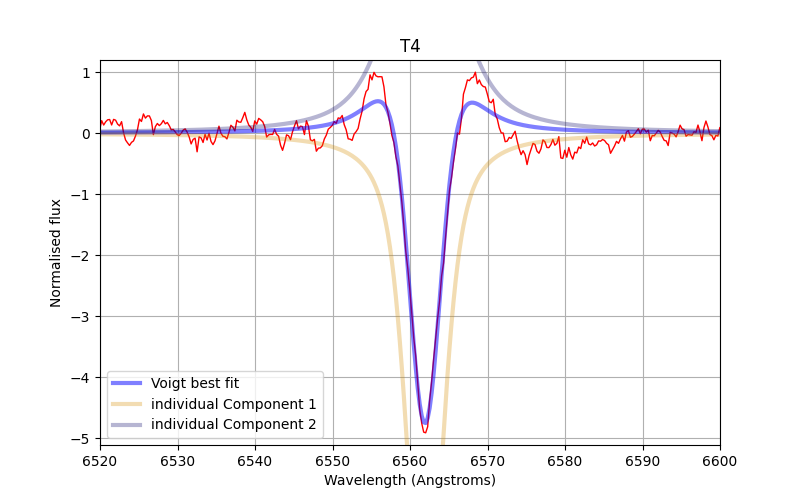 T4
1
0
−1
−2
−3
−4
−5
Normalised flux
Voigt best fit
individual Component 1
individual Component 2
6520 6530 6540 6550 6560 6570 6580 6590 6600
Wavelength (Angstroms)